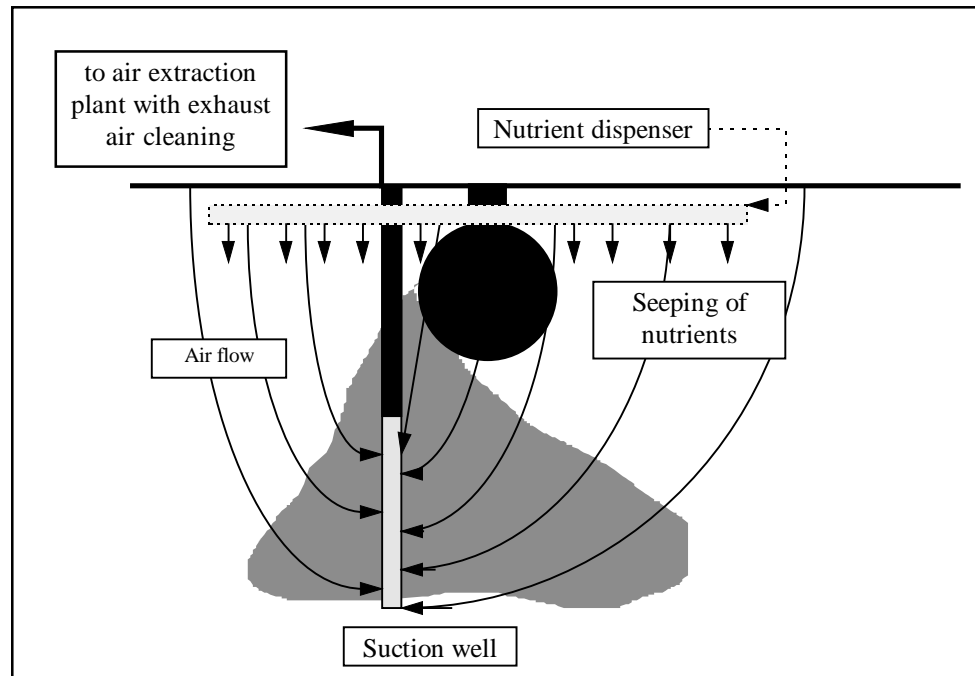 to air extraction
plant with exhaust
air cleaning
Nutrient dispenser
Seeping of
nutrients
Air flow
Suction well